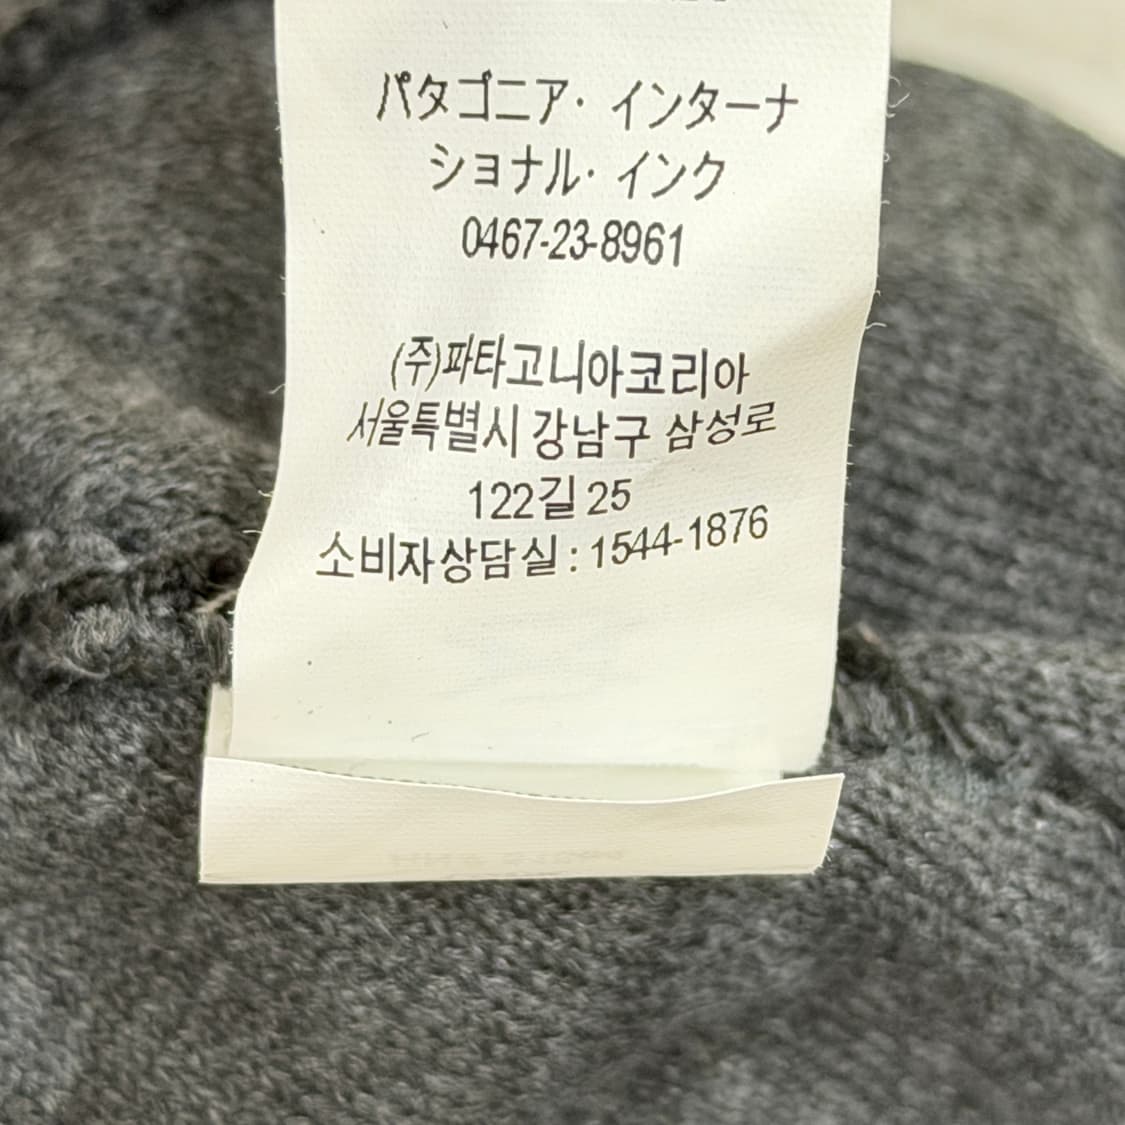 パタゴニア・インターナ
ショナル・インク
0467-23-8961
(주)파타고니아코리아
서울특별시 강남구 삼성로
122길 25
소비자상담실 : 1544-1876